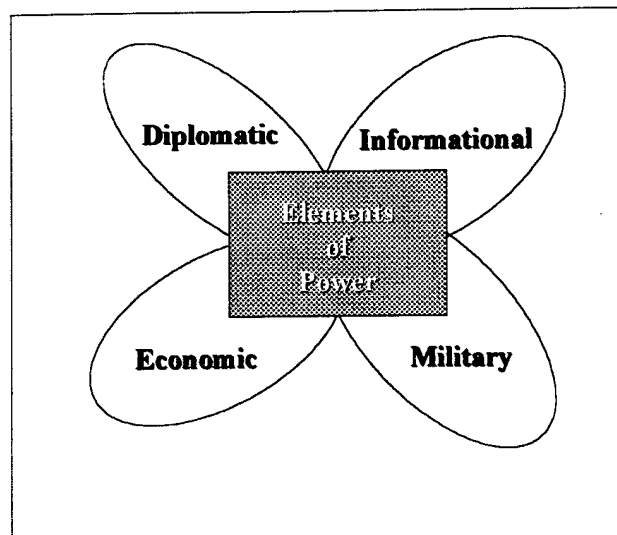 Diplomatic
Informational
Elements
of
Power
Economic
Military